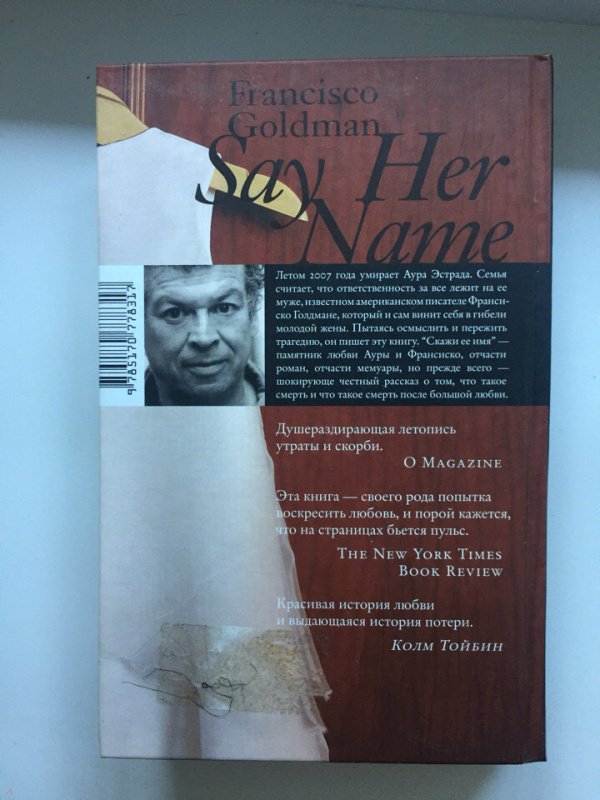 Francisco
Goldman
Say Her
Name
Летом 2007 года умирает Аура Эстрада. Семья
считает, что ответственность за все лежит на ее
муже, известном американском писателе Франси-
ско Голдмане, который и сам винит себя в гибели
молодой жены. Пытаясь осмыслить и пережить
трагедию, он пишет эту книгу. “Скажи ее имя” —
памятник любви Ауры и Франсиско, отчасти
роман, отчасти мемуары, но прежде всего —
шокирующе честный рассказ о том, что такое
смерть и что такое смерть после большой любви.
9785170778317
Душераздирающая летопись
утраты и скорби.
O Magazine
Эта книга — своего рода попытка
воскресить любовь, и порой кажется,
что на страницах бьется пульс.
The New York Times
Book Review
Красивая история любви
и выдающаяся история потери.
Колм Тойбин